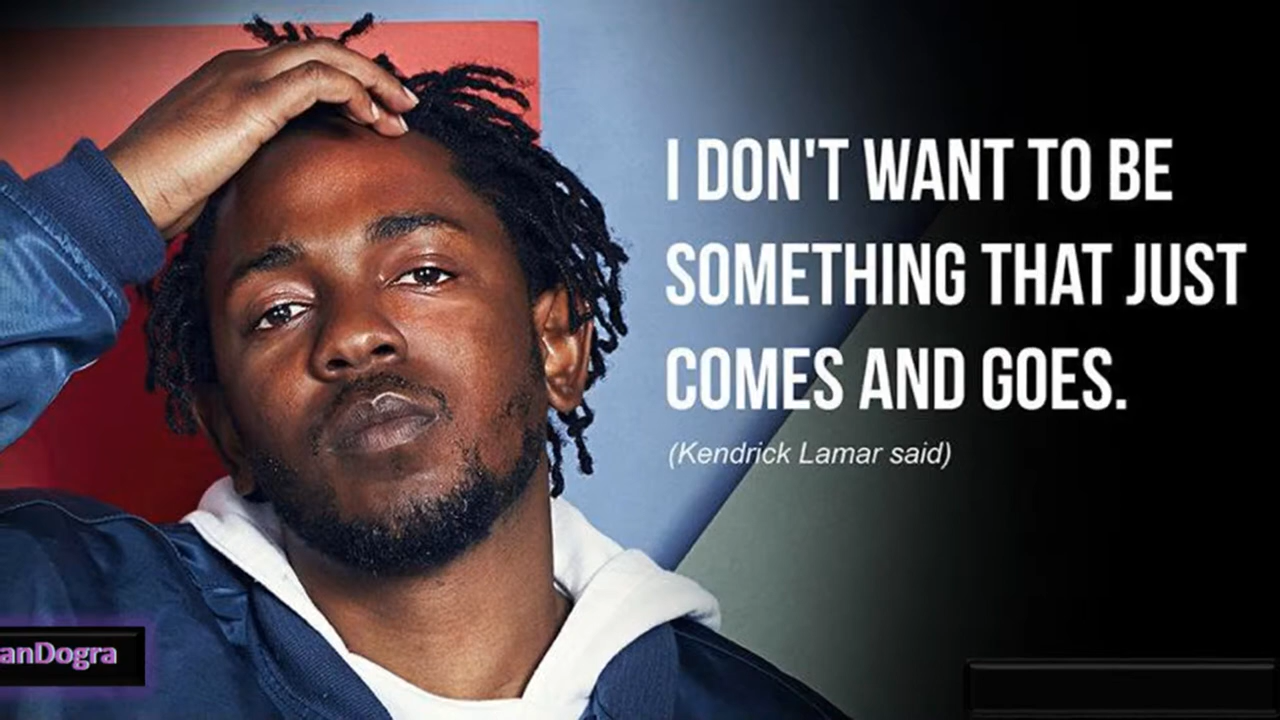 I DON'T WANT TO BE
SOMETHING THAT JUST
COMES AND GOES.
(Kendrick Lamar said)
anDogra